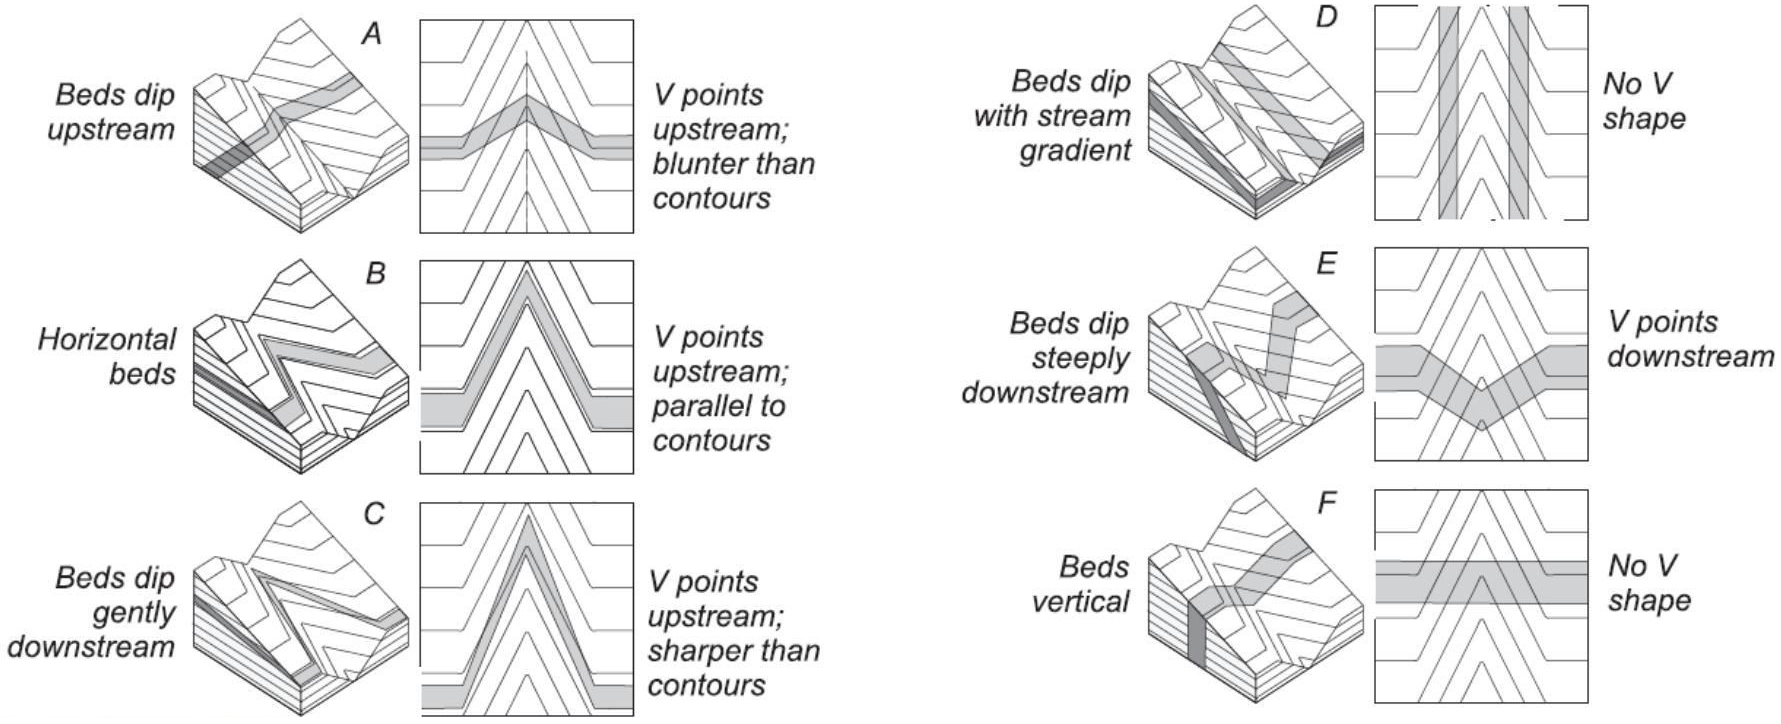 A
Beds dip
upstream
V points
upstream;
blunter than
contours
B
Horizontal
beds
V points
upstream;
parallel to
contours
C
Beds dip
gently
downstream
V points
upstream;
sharper than
contours
D
Beds dip
with stream
gradient
No V
shape
E
Beds dip
steeply
downstream
V points
downstream
F
Beds
vertical
No V
shape